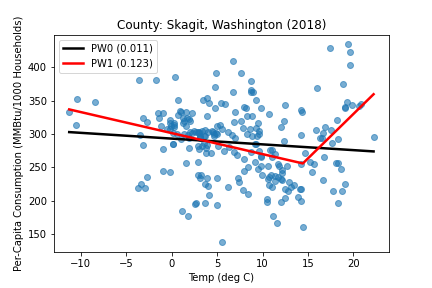 County: Skagit, Washington (2018)
PW0 (0.011)
PW1 (0.123)
Per-Capita Consumption (MMBtu/1000 Households)
400
350
300
250
200
150
−10
−5
0
5
10
15
20
Temp (deg C)